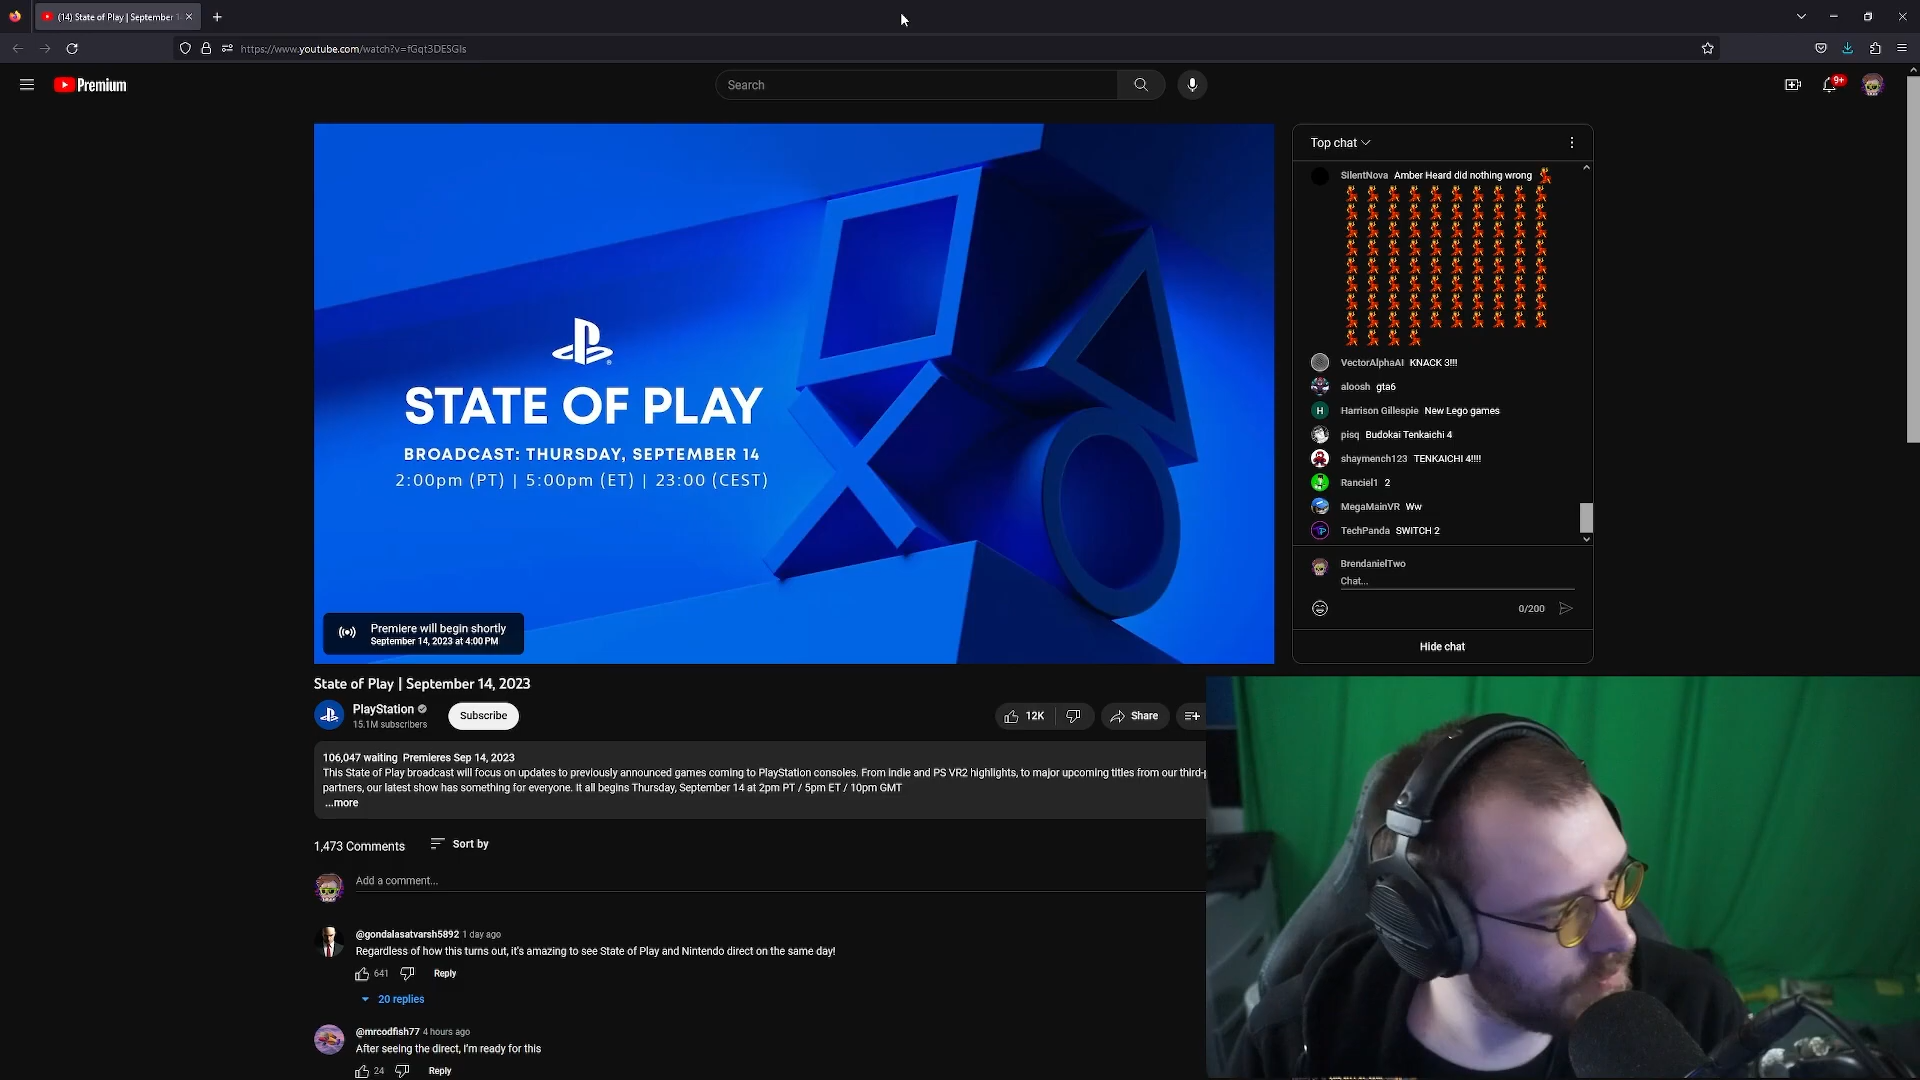 (14) State of Play | September 1
https://www.youtube.com/watch?v=fGqt3DESGIs
Premium
Search
9+
STATE OF PLAY
BROADCAST: THURSDAY, SEPTEMBER 14
2:00pm (PT) | 5:00pm (ET) | 23:00 (CEST)
Premiere will begin shortly
September 14, 2023 at 4:00 PM
Top chat
SilentNova Amber Heard did nothing wrong
VectorAlphaAI KNACK 3!!!
aloosh gta6
H Harrison Gillespie New Lego games
pisq Budokai Tenkaichi 4
shaymench123 TENKAICHI 4!!!!
Ranciel1 2
MegaMainVR Ww
TechPanda SWITCH 2
BrendanielTwo
Chat...
0/200
Hide chat
State of Play | September 14, 2023
PlayStation
15.1M subscribers
Subscribe
12K
Share
106,047 waiting Premieres Sep 14, 2023
This State of Play broadcast will focus on updates to previously announced games coming to PlayStation consoles. From indie and PS VR2 highlights, to major upcoming titles from our third-p
partners, our latest show has something for everyone. It all begins Thursday, September 14 at 2pm PT / 5pm ET / 10pm GMT
...more
1,473 Comments
Sort by
Add a comment...
@gondalasatvarsh5892 1 day ago
Regardless of how this turns out, it's amazing to see State of Play and Nintendo direct on the same day!
641
Reply
20 replies
@mrcodfish77 4 hours ago
After seeing the direct, I'm ready for this
24
Reply